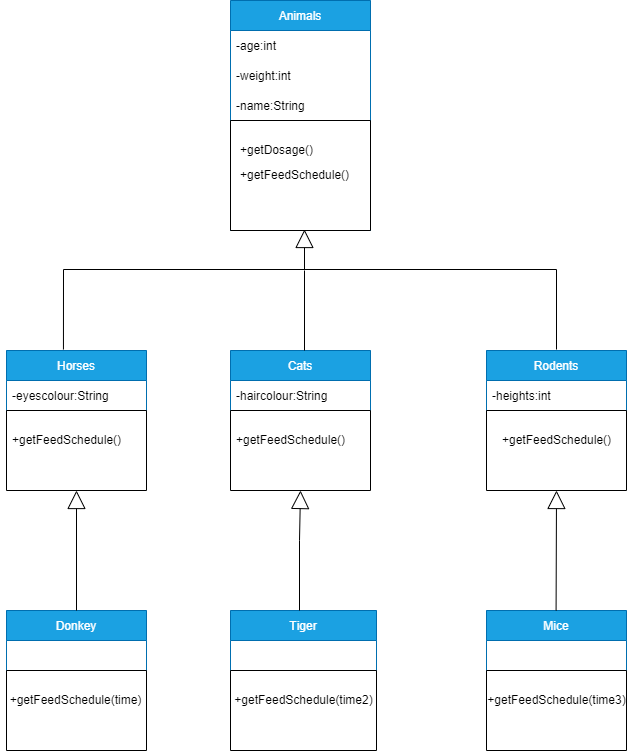 Animals
-age:int
-weight:int
-name:String
+getDosage()
+getFeedSchedule()
Horses
-eyescolour:String
+getFeedSchedule()
Cats
-haircolour:String
+getFeedSchedule()
Rodents
-heights:int
+getFeedSchedule()
Donkey
+getFeedSchedule(time)
Tiger
+getFeedSchedule(time2)
Mice
+getFeedSchedule(time3)